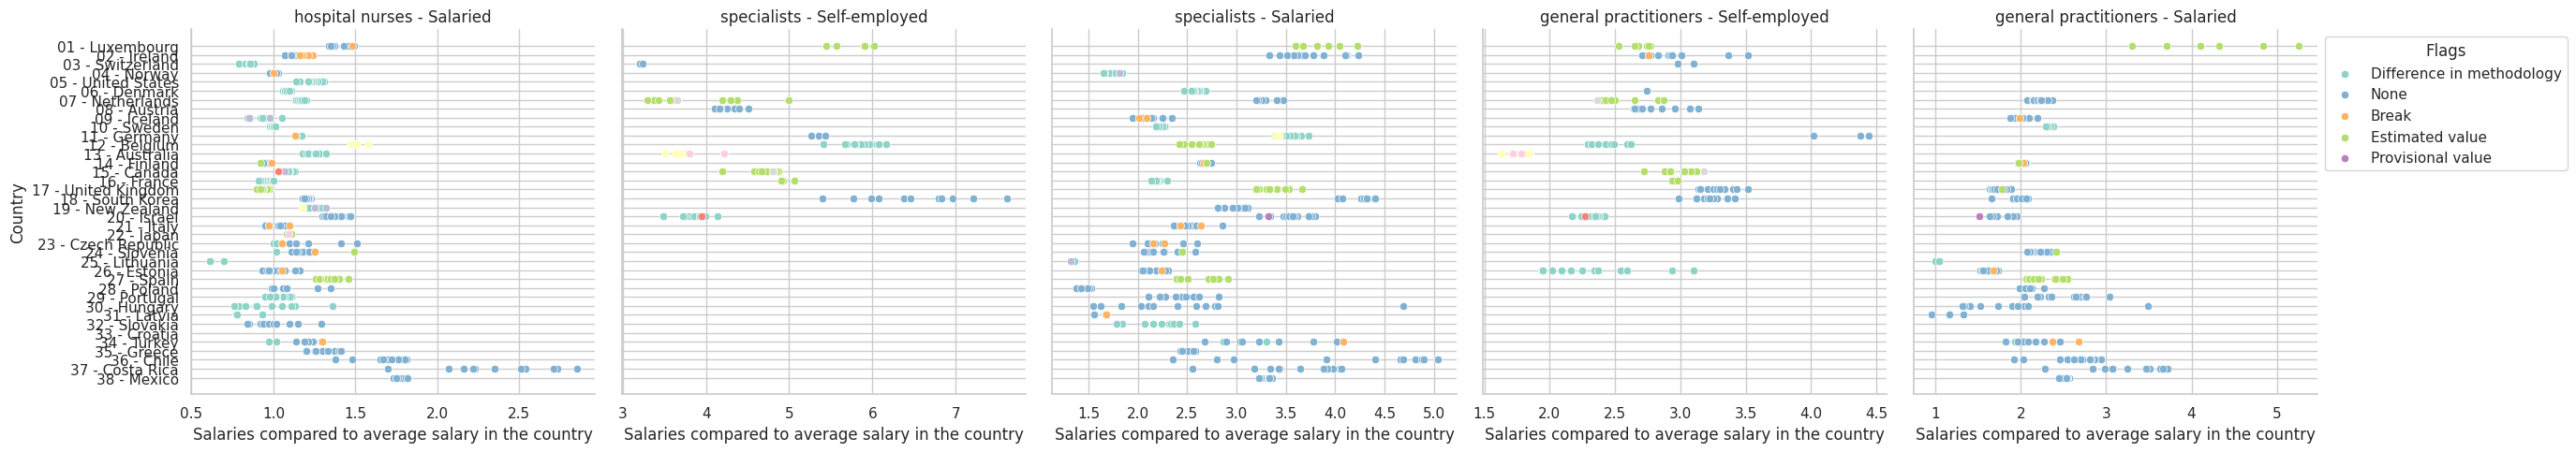 hospital nurses - Salaried
specialists - Self-employed
specialists - Salaried
general practitioners - Self-employed
general practitioners - Salaried
Country
01 - Luxembourg
02 - Ireland
03 - Switzerland
04 - Norway
05 - United States
06 - Denmark
07 - Netherlands
08 - Austria
09 - Iceland
10 - Sweden
11 - Germany
12 - Belgium
13 - Australia
14 - Finland
15 - Canada
16 - France
17 - United Kingdom
18 - South Korea
19 - New Zealand
20 - Israel
21 - Italy
22 - Japan
23 - Czech Republic
24 - Slovenia
25 - Lithuania
26 - Estonia
27 - Spain
28 - Poland
29 - Portugal
30 - Hungary
31 - Latvia
32 - Slovakia
33 - Croatia
34 - Turkey
35 - Greece
36 - Chile
37 - Costa Rica
38 - Mexico
0.5 1.0 1.5 2.0 2.5
Salaries compared to average salary in the country
3 4 5 6 7
Salaries compared to average salary in the country
1.5 2.0 2.5 3.0 3.5 4.0 4.5 5.0
Salaries compared to average salary in the country
1.5 2.0 2.5 3.0 3.5 4.0 4.5
Salaries compared to average salary in the country
1 2 3 4 5
Salaries compared to average salary in the country
Flags
Difference in methodology
None
Break
Estimated value
Provisional value